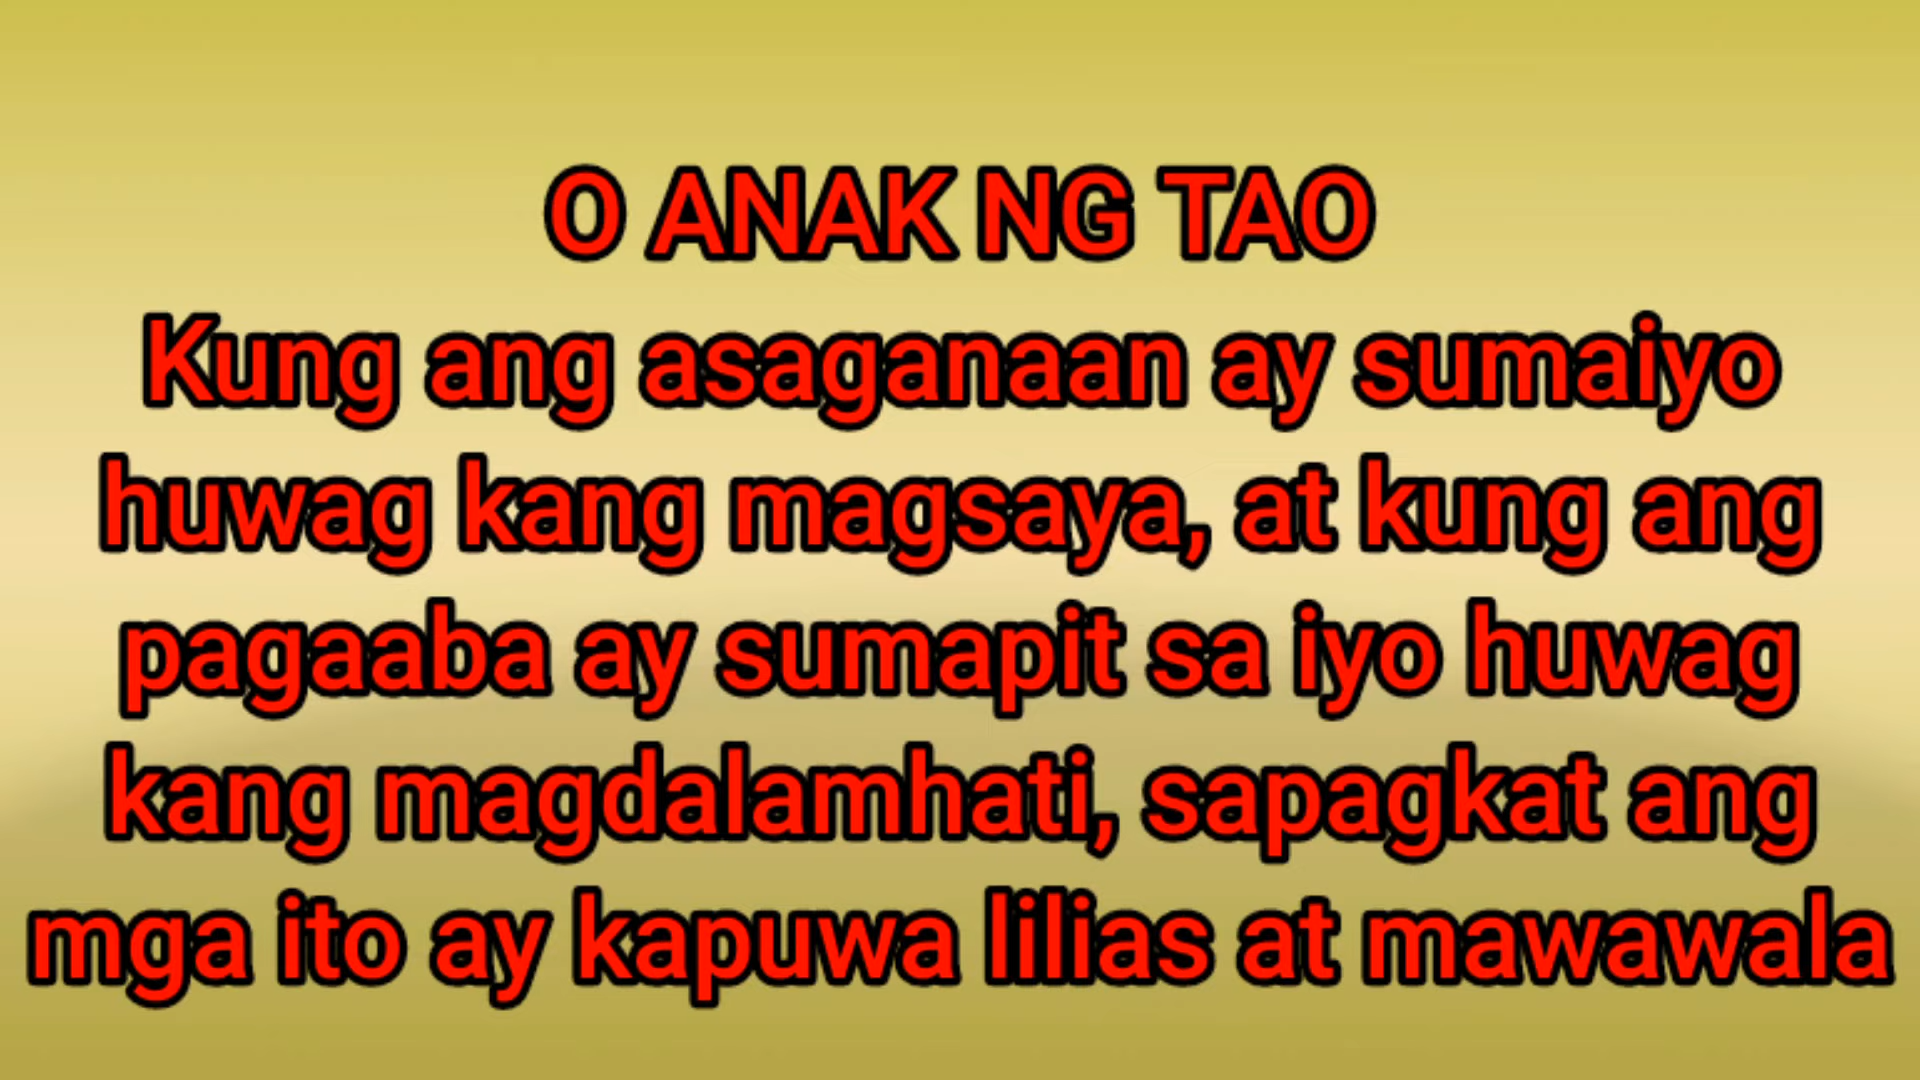 O ANAK NG TAO
Kung ang asaganaan ay sumaiyo
huwag kang magsaya, at kung ang
pagaaba ay sumapit sa iyo huwag
kang magdalamhati, sapagkat ang
mga ito ay kapuwa lilias at mawawala